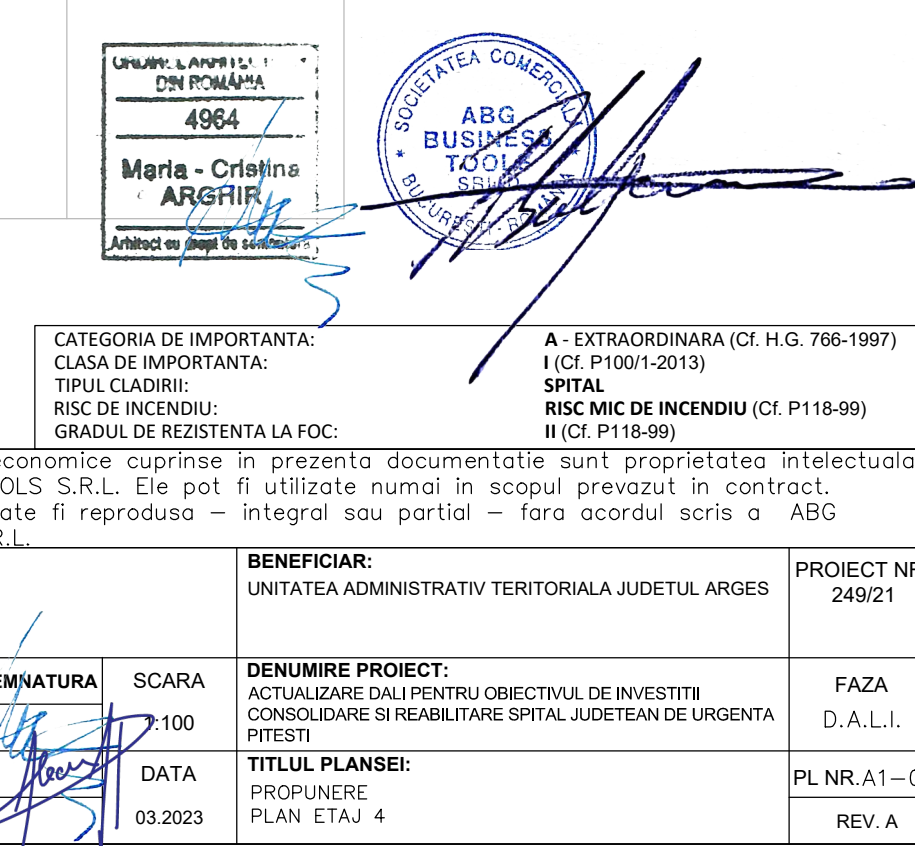 DIN ROMÂNIA
4964
Maria - Cristina
ARGHIR
Arhitect cu drept de semnatura
SOCIETATEA COMERCIALA
ABG
BUSINESS
TOOLS
SRL
BUCURESTI - ROMANIA
CATEGORIA DE IMPORTANTA: A - EXTRAORDINARA (Cf. H.G. 766-1997)
CLASA DE IMPORTANTA: I (Cf. P100/1-2013)
TIPUL CLADIRII: SPITAL
RISC DE INCENDIU: RISC MIC DE INCENDIU (Cf. P118-99)
GRADUL DE REZISTENTA LA FOC: II (Cf. P118-99)
economice cuprinse in prezenta documentatie sunt proprietatea intelectuala
OLS S.R.L. Ele pot fi utilizate numai in scopul prevazut in contract.
ate fi reprodusa – integral sau partial – fara acordul scris a ABG
R.L.
BENEFICIAR:
UNITATEA ADMINISTRATIV TERITORIALA JUDETUL ARGES
PROIECT NR
249/21
EMNATURA
SCARA
1:100
DENUMIRE PROIECT:
ACTUALIZARE DALI PENTRU OBIECTIVUL DE INVESTITII
CONSOLIDARE SI REABILITARE SPITAL JUDETEAN DE URGENTA
PITESTI
FAZA
D.A.L.I.
DATA
03.2023
TITLUL PLANSEI:
PROPUNERE
PLAN ETAJ 4
PL NR.A1-0
REV. A